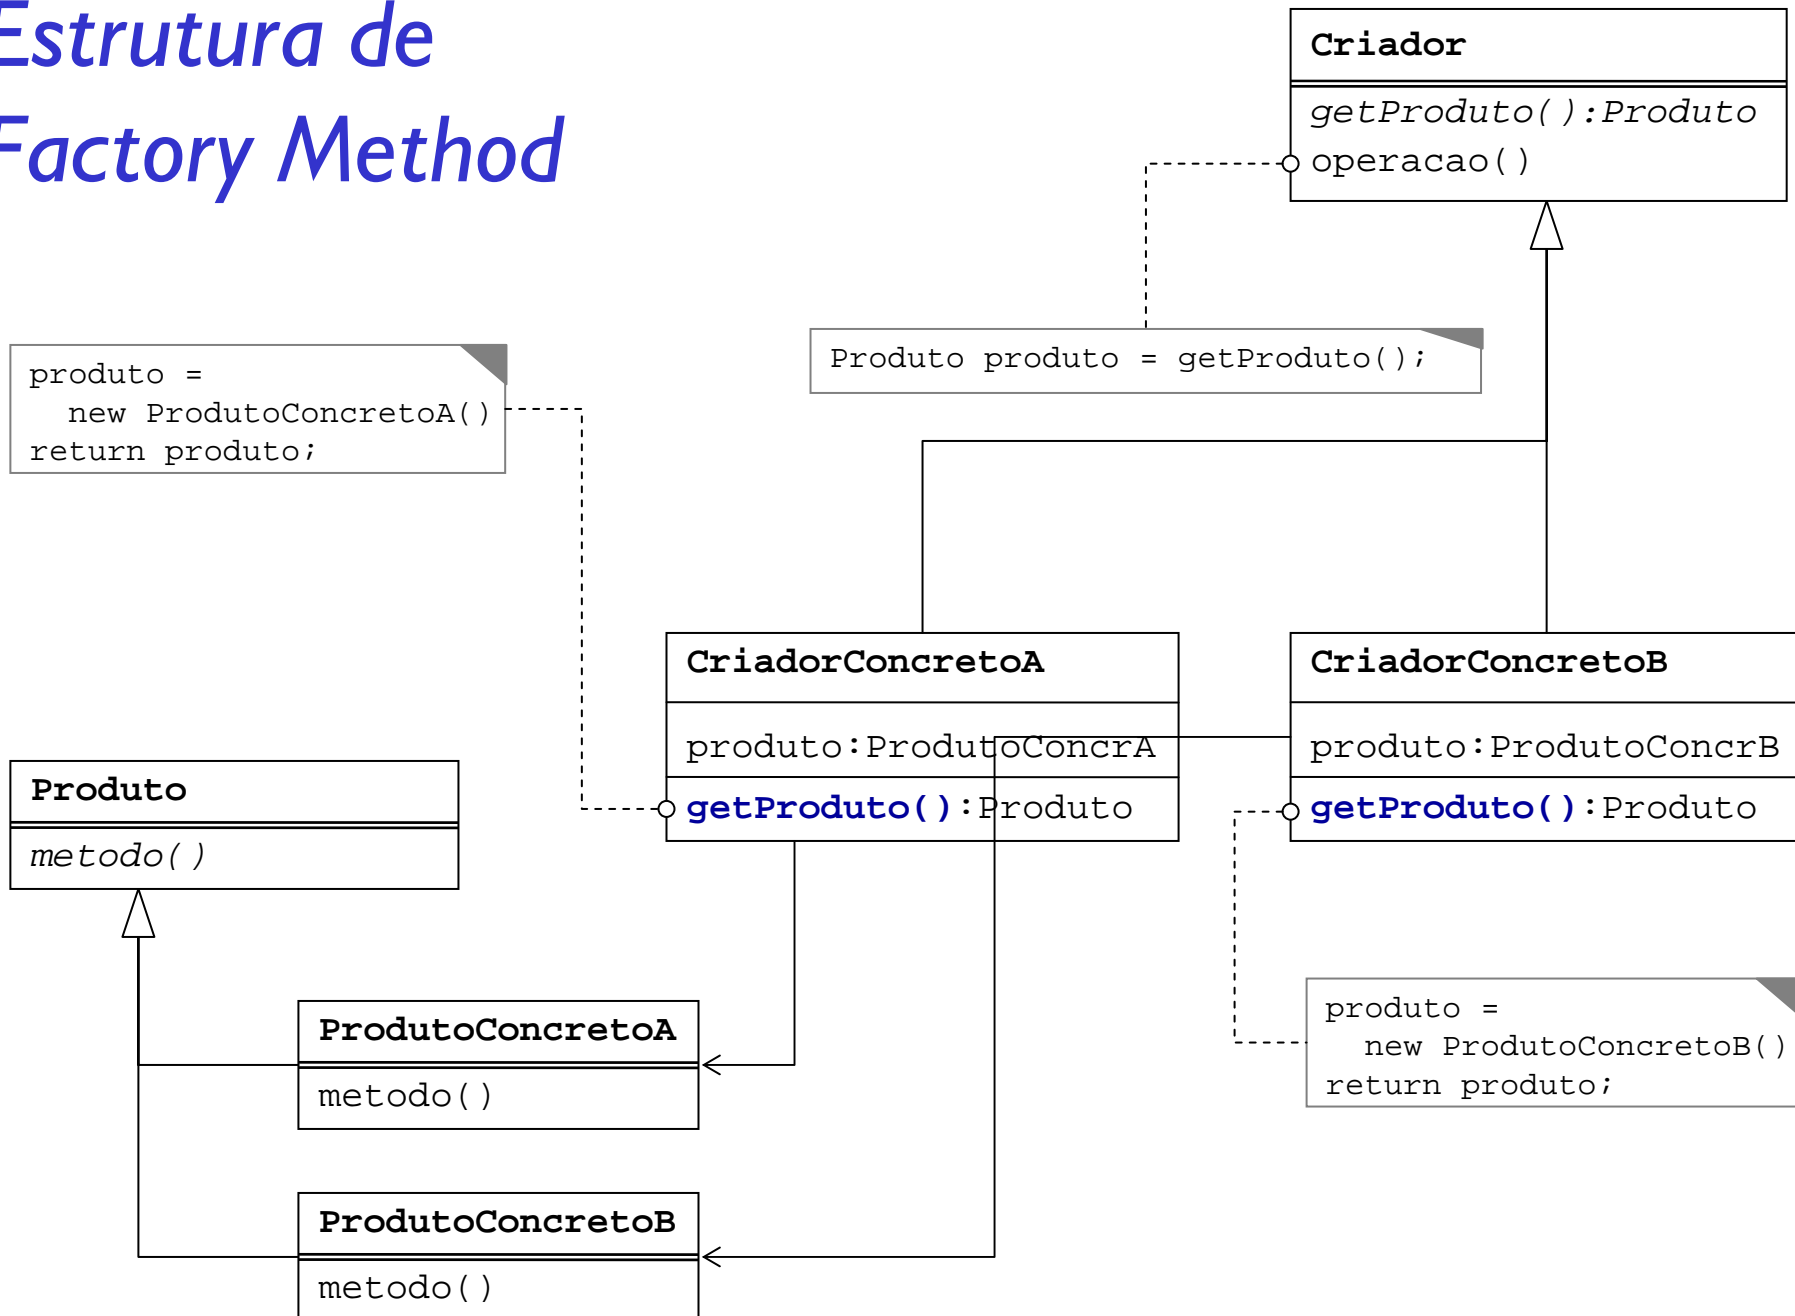 Estrutura de
Factory Method
Criador
getProduto():Produto
operacao()
Produto produto = getProduto();
produto =
new ProdutoConcretoA()
return produto;
CriadorConcretoA
produto:ProdutoConcrA
getProduto():Produto
CriadorConcretoB
produto:ProdutoConcrB
getProduto():Produto
Produto
metodo()
ProdutoConcretoA
metodo()
produto =
new ProdutoConcretoB()
return produto;
ProdutoConcretoB
metodo()